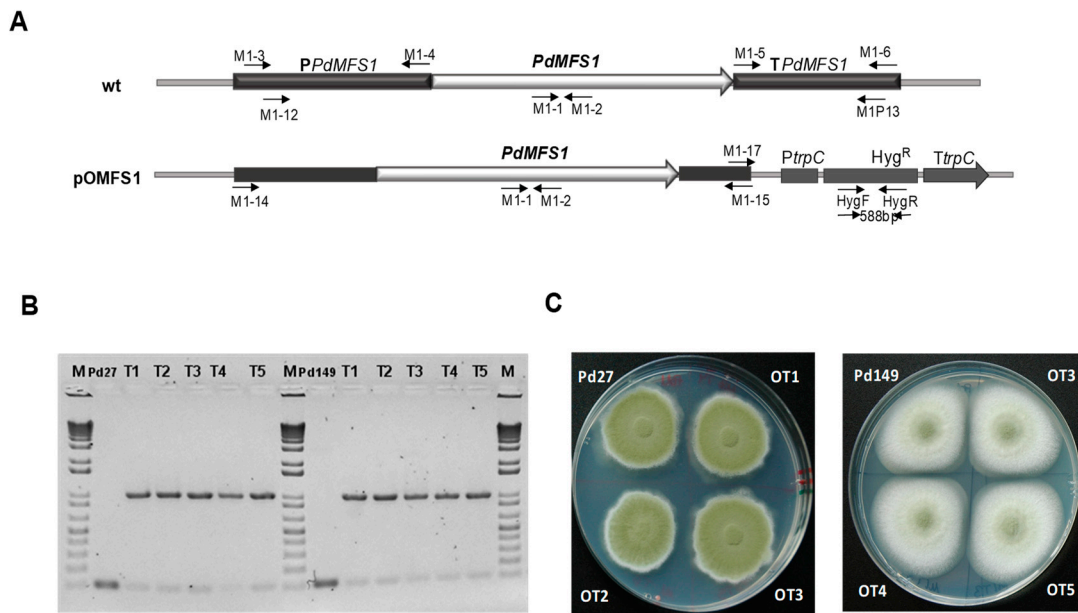 A
M1-3 PPdMFS1 M1-4 PdMFS1 M1-5 TPdMFS1 M1-6
wt
M1-12 M1-1 M1-2 M1P13
PdMFS1 M1-17 PtrpC Hyg^R TtrpC
pOMFS1
M1-14 M1-1 M1-2 M1-15 HygF HygR
588bp
B
M Pd27 T1 T2 T3 T4 T5 M Pd149 T1 T2 T3 T4 T5 M
C
Pd27 OT1
OT2 OT3
Pd149 OT3
OT4 OT5